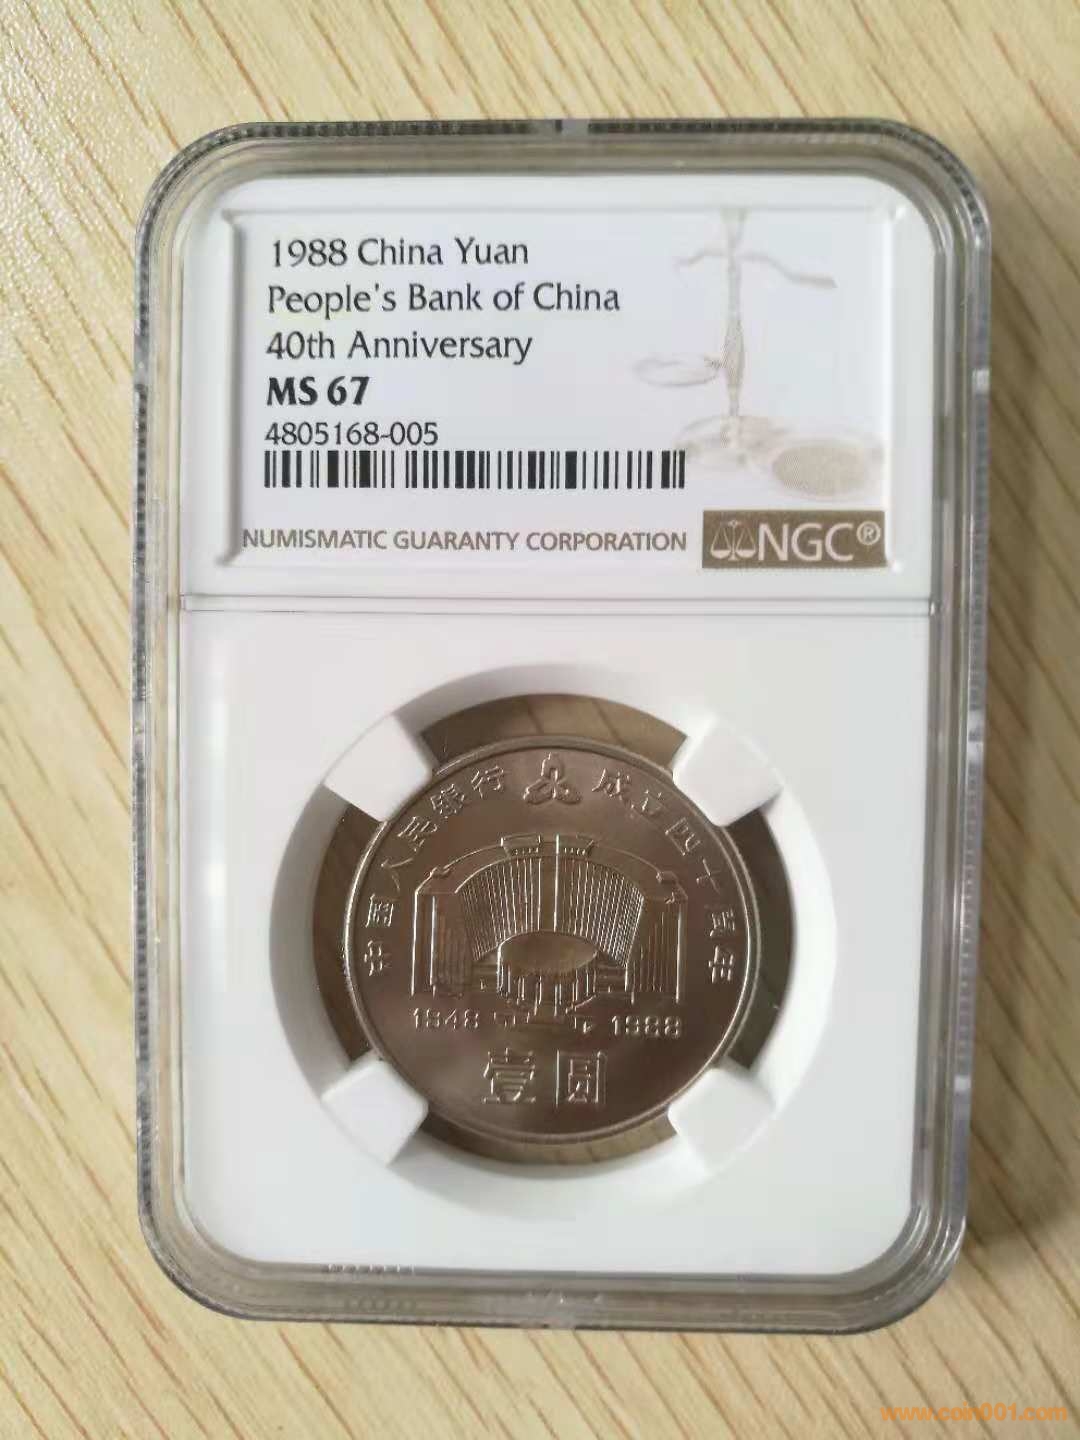 1988 China Yuan
People's Bank of China
40th Anniversary
MS 67
4805168-005
NUMISMATIC GUARANTY CORPORATION
NGC®
中国人民银行 成立四十周年
1948 1988
壹圆
www.coin001.com